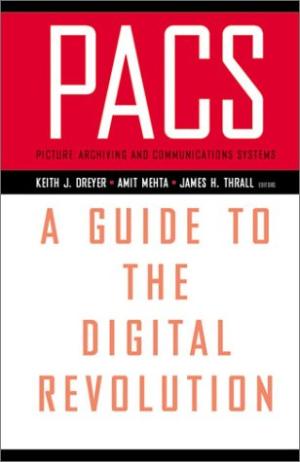 PACS
PICTURE ARCHIVING AND COMMUNICATIONS SYSTEMS
KEITH J. DREYER • AMIT MEHTA • JAMES H. THRALL EDITORS
A GUIDE TO
THE
DIGITAL
REVOLUTION